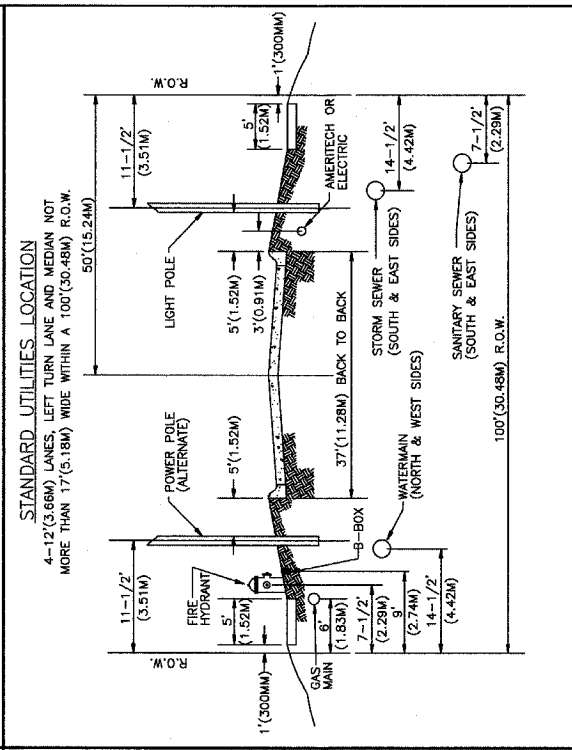 STANDARD UTILITIES LOCATION
4-12'(3.66M) LANES, LEFT TURN LANE AND MEDIAN NOT
MORE THAN 17'(5.18M) WIDE WITHIN A 100'(30.48M) R.O.W.
50'(15.24M)
11-1/2'
(3.51M)
11-1/2'
(3.51M)
R.O.W.
R.O.W.
POWER POLE
(ALTERNATE)
LIGHT POLE
FIRE
HYDRANT
5'
(1.52M)
5'(1.52M)
5'(1.52M)
3'(0.91M)
5'
(1.52M)
1'(300MM)
1'(300MM)
37'(11.28M) BACK TO BACK
AMERITECH OR
ELECTRIC
GAS
MAIN
B-BOX
6'
(1.83M)
7-1/2'
(2.29M)
9'
(2.74M)
14-1/2'
(4.42M)
WATERMAIN
(NORTH & WEST SIDES)
STORM SEWER
(SOUTH & EAST SIDES)
14-1/2'
(4.42M)
SANITARY SEWER
(SOUTH & EAST SIDES)
7-1/2'
(2.29M)
100'(30.48M) R.O.W.